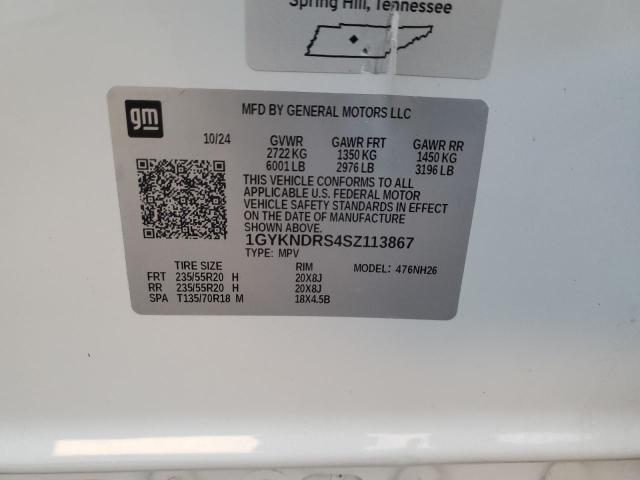 Spring Hill, Tennessee
gm
MFD BY GENERAL MOTORS LLC
10/24 GVWR GAWR FRT GAWR RR
2722 KG 1350 KG 1450 KG
6001 LB 2976 LB 3196 LB
THIS VEHICLE CONFORMS TO ALL
APPLICABLE U.S. FEDERAL MOTOR
VEHICLE SAFETY STANDARDS IN EFFECT
ON THE DATE OF MANUFACTURE
SHOWN ABOVE.
1GYKNDRS4SZ113867
TYPE: MPV
TIRE SIZE RIM MODEL: 476NH26
FRT 235/55R20 H 20X8J
RR 235/55R20 H 20X8J
SPA T135/70R18 M 18X4.5B